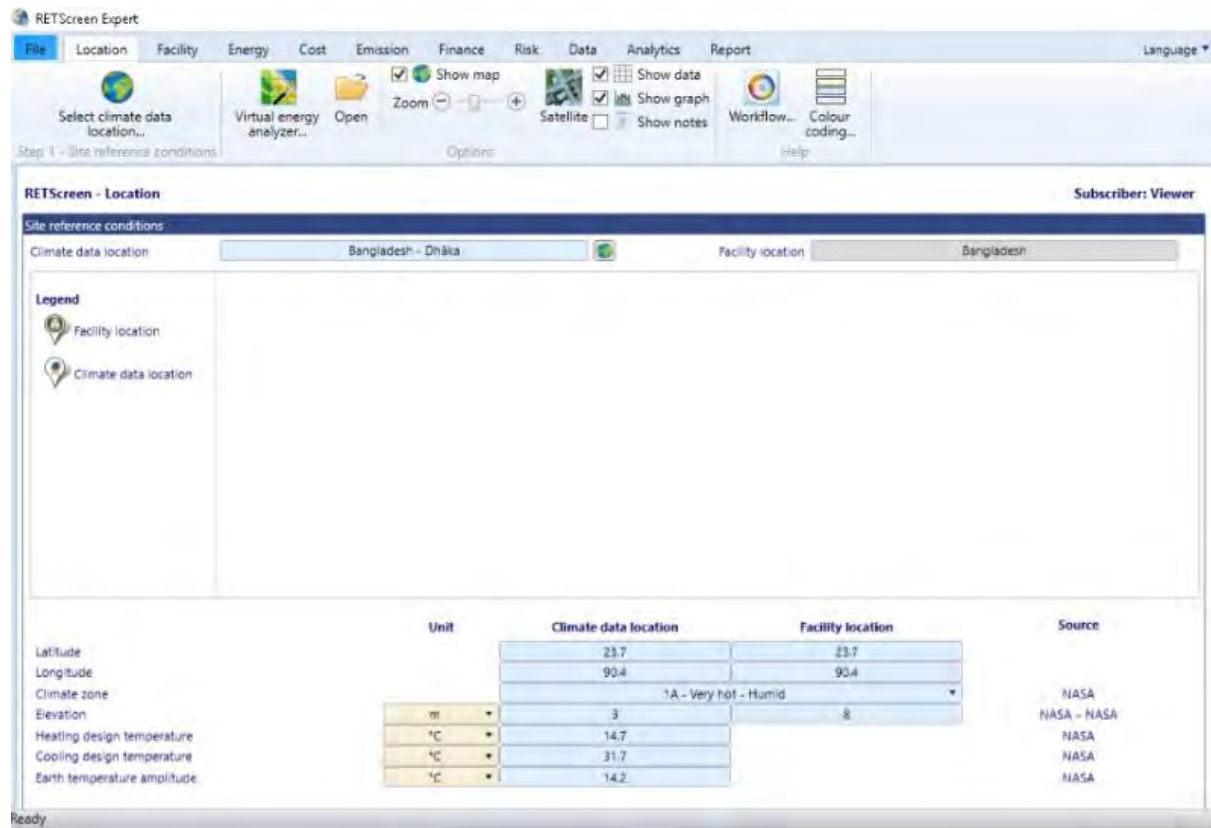 RETScreen Expert
File Location Facility Energy Cost Emission Finance Risk Data Analytics Report Language
Select climate data location...
Virtual energy analyzer...
Open
Show map
Zoom
Satellite
Show data
Show graph
Show notes
Workflow...
Colour coding...
Step 1 - Site reference conditions
Options
Help
RETScreen - Location Subscriber: Viewer
Site reference conditions
Climate data location Bangladesh - Dhāka Facility location Bangladesh
Legend
Facility location
Climate data location
Unit Climate data location Facility location Source
Latitude 23.7 23.7
Longitude 90.4 90.4
Climate zone 1A - Very hot - Humid NASA
Elevation m 3 8 NASA - NASA
Heating design temperature °C 14.7 NASA
Cooling design temperature °C 31.7 NASA
Earth temperature amplitude °C 14.2 NASA
Ready